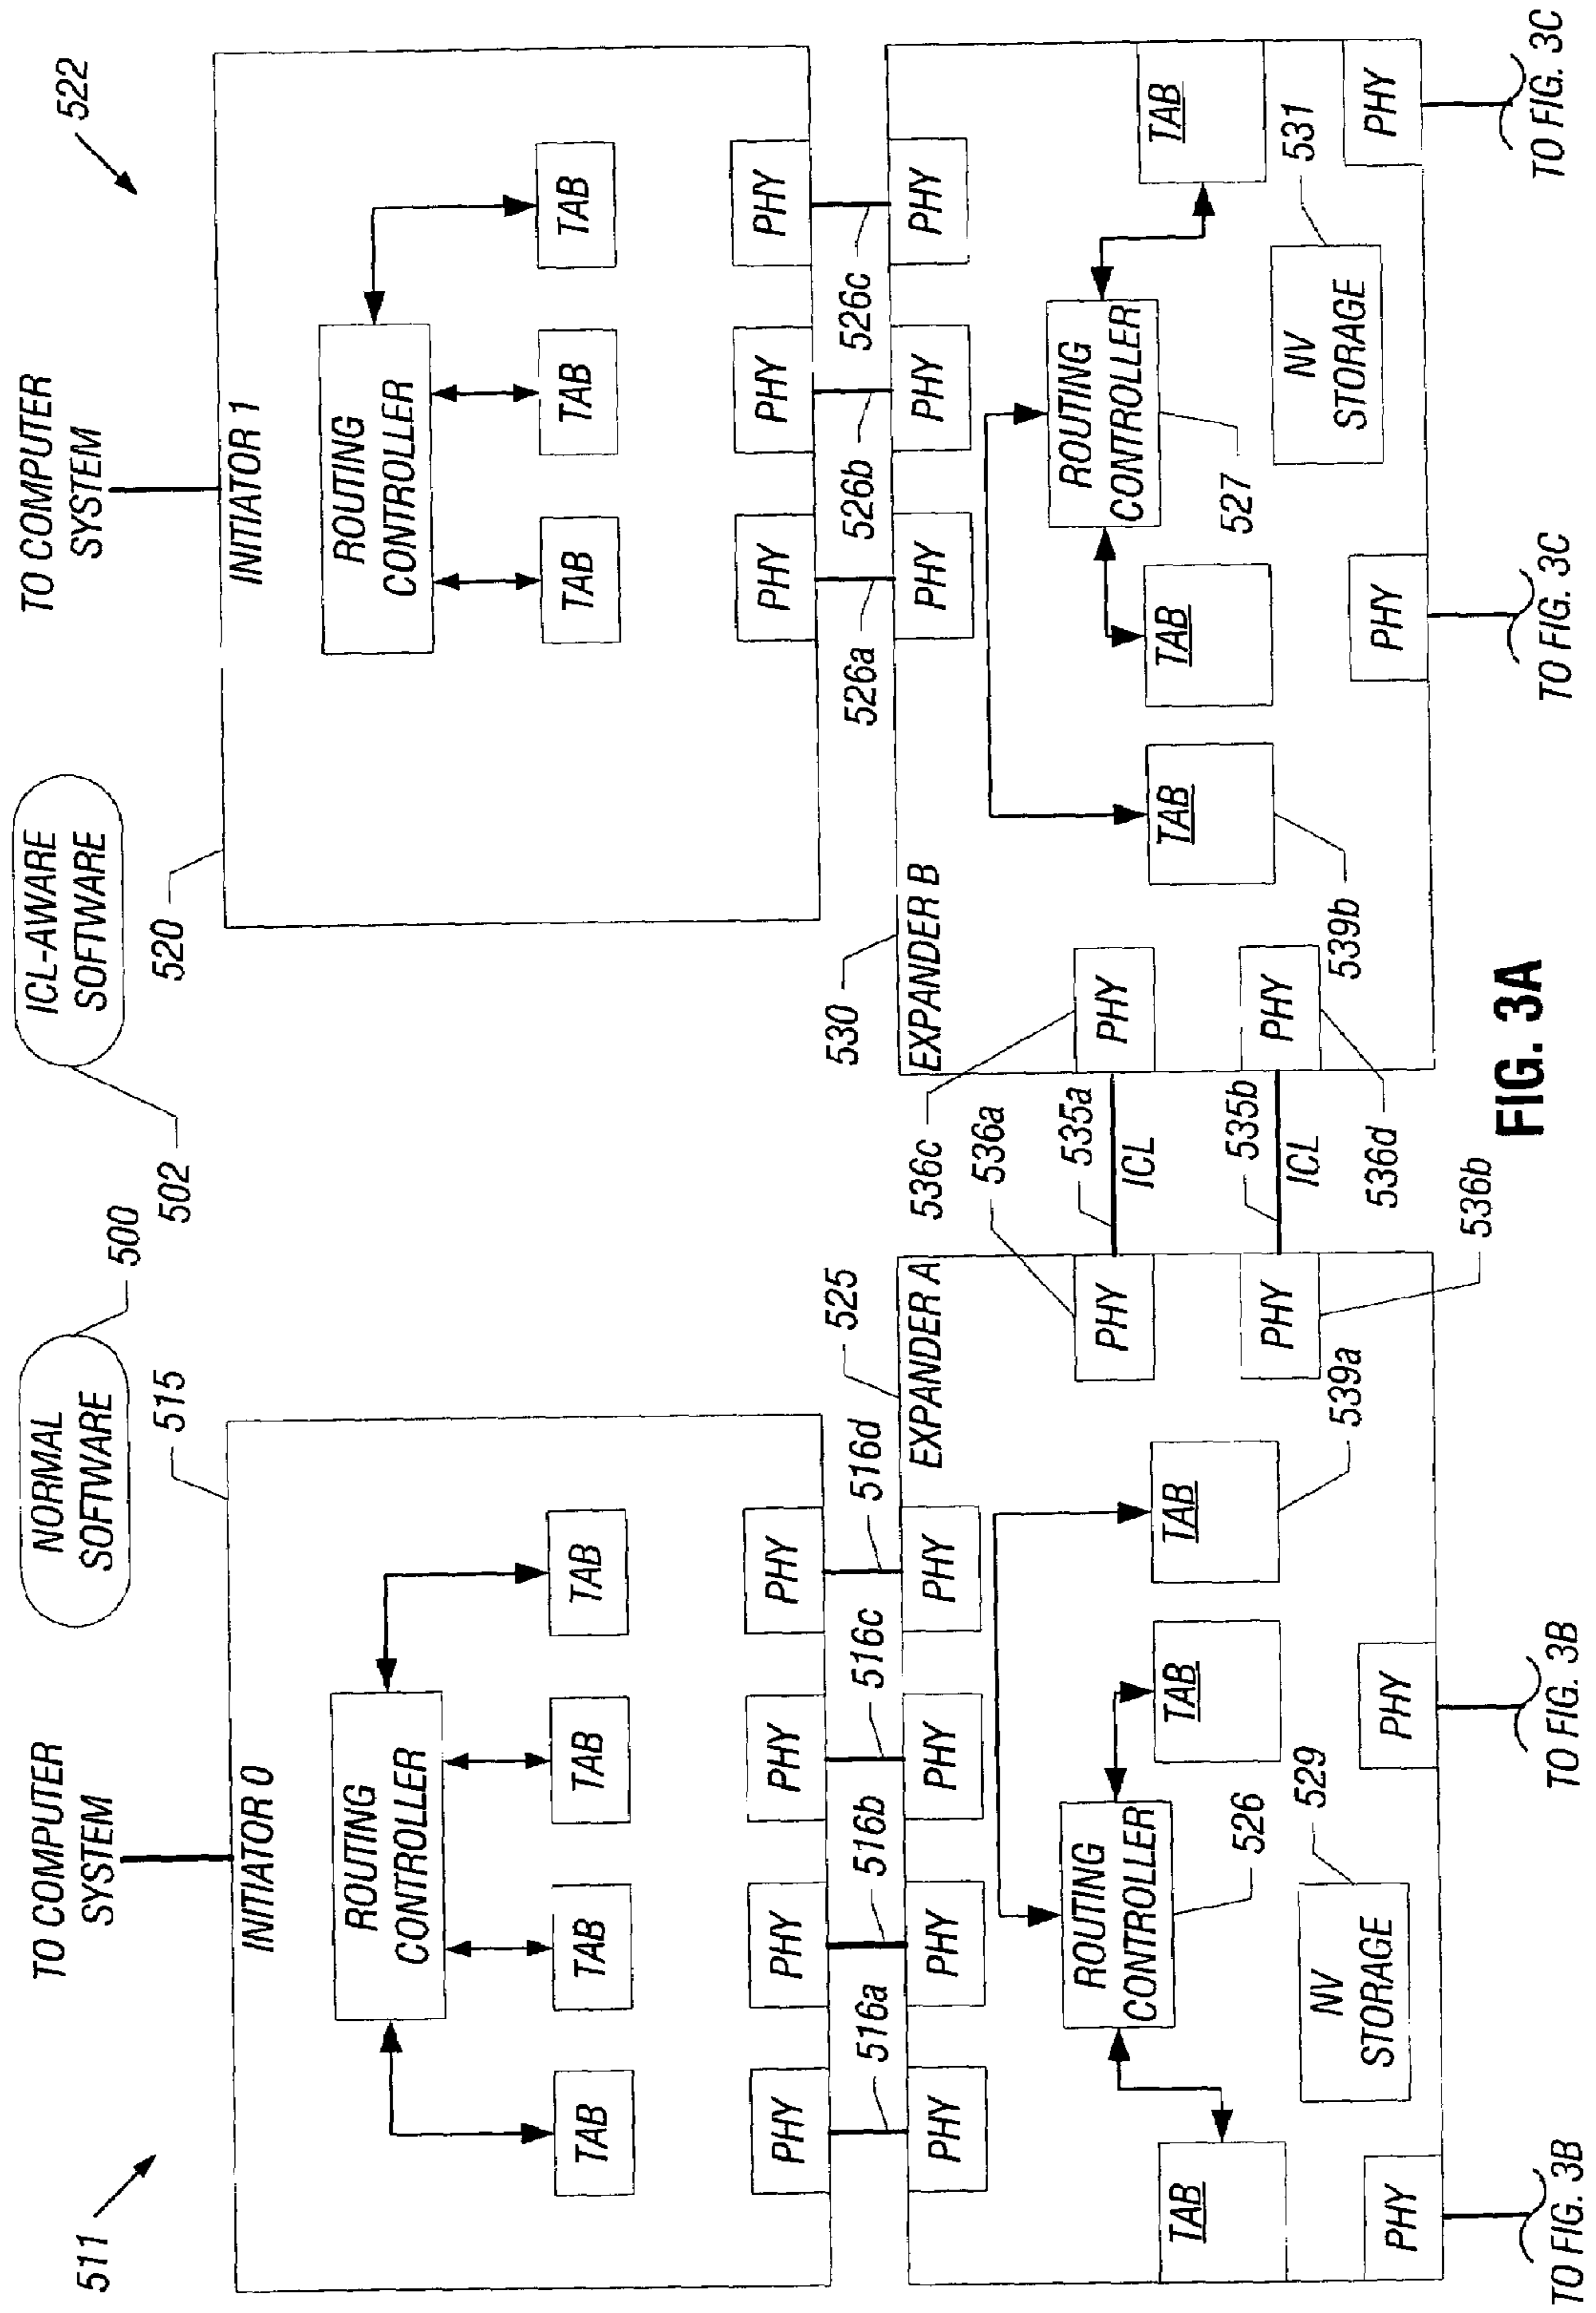 511
TO COMPUTER
SYSTEM
NORMAL
SOFTWARE
500
ICL-AWARE
SOFTWARE
502
TO COMPUTER
SYSTEM
522
515
INITIATOR 0
ROUTING
CONTROLLER
TAB
TAB
TAB
TAB
PHY
PHY
PHY
PHY
520
INITIATOR 1
ROUTING
CONTROLLER
TAB
TAB
TAB
PHY
PHY
PHY
516a
516b
516c
516d
526a
526b
526c
525
EXPANDER A
PHY
PHY
PHY
PHY
ROUTING
CONTROLLER
526
TAB
TAB
TAB
539a
NV
STORAGE
529
PHY
PHY
PHY
PHY
536a
536b
535a
ICL
535b
ICL
536c
536d
530
EXPANDER B
PHY
PHY
PHY
PHY
PHY
ROUTING
CONTROLLER
527
TAB
539b
TAB
TAB
NV
STORAGE
531
PHY
PHY
TO FIG. 3B
TO FIG. 3B
TO FIG. 3C
TO FIG. 3C
FIG. 3A